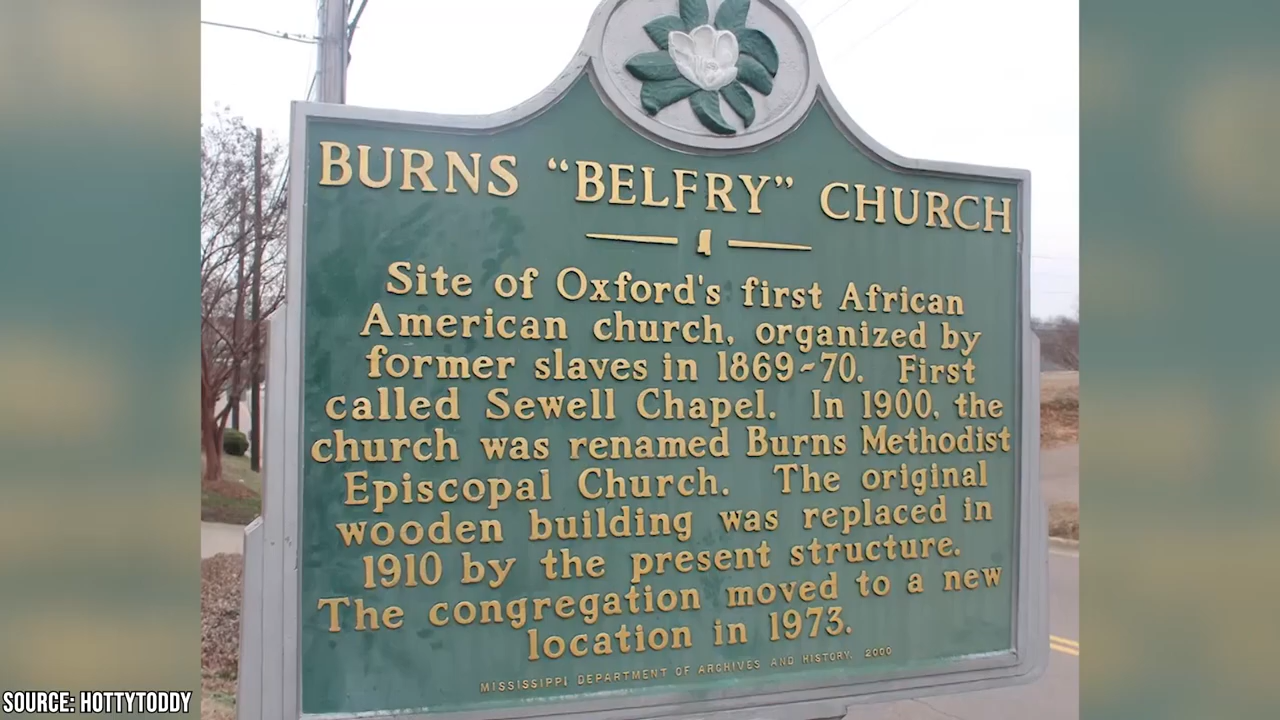 BURNS “BELFRY” CHURCH
Site of Oxford's first African
American church, organized by
former slaves in 1869-70. First
called Sewell Chapel. In 1900, the
church was renamed Burns Methodist
Episcopal Church. The original
wooden building was replaced in
1910 by the present structure.
The congregation moved to a new
location in 1973.
MISSISSIPPI DEPARTMENT OF ARCHIVES AND HISTORY, 2000
SOURCE: HOTTYTODDY